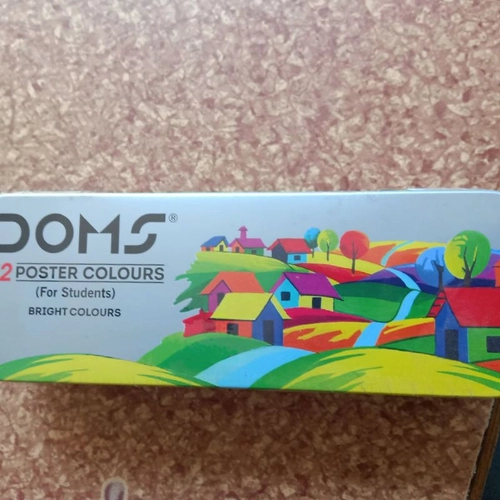 DOMS®
2 POSTER COLOURS
(For Students)
BRIGHT COLOURS